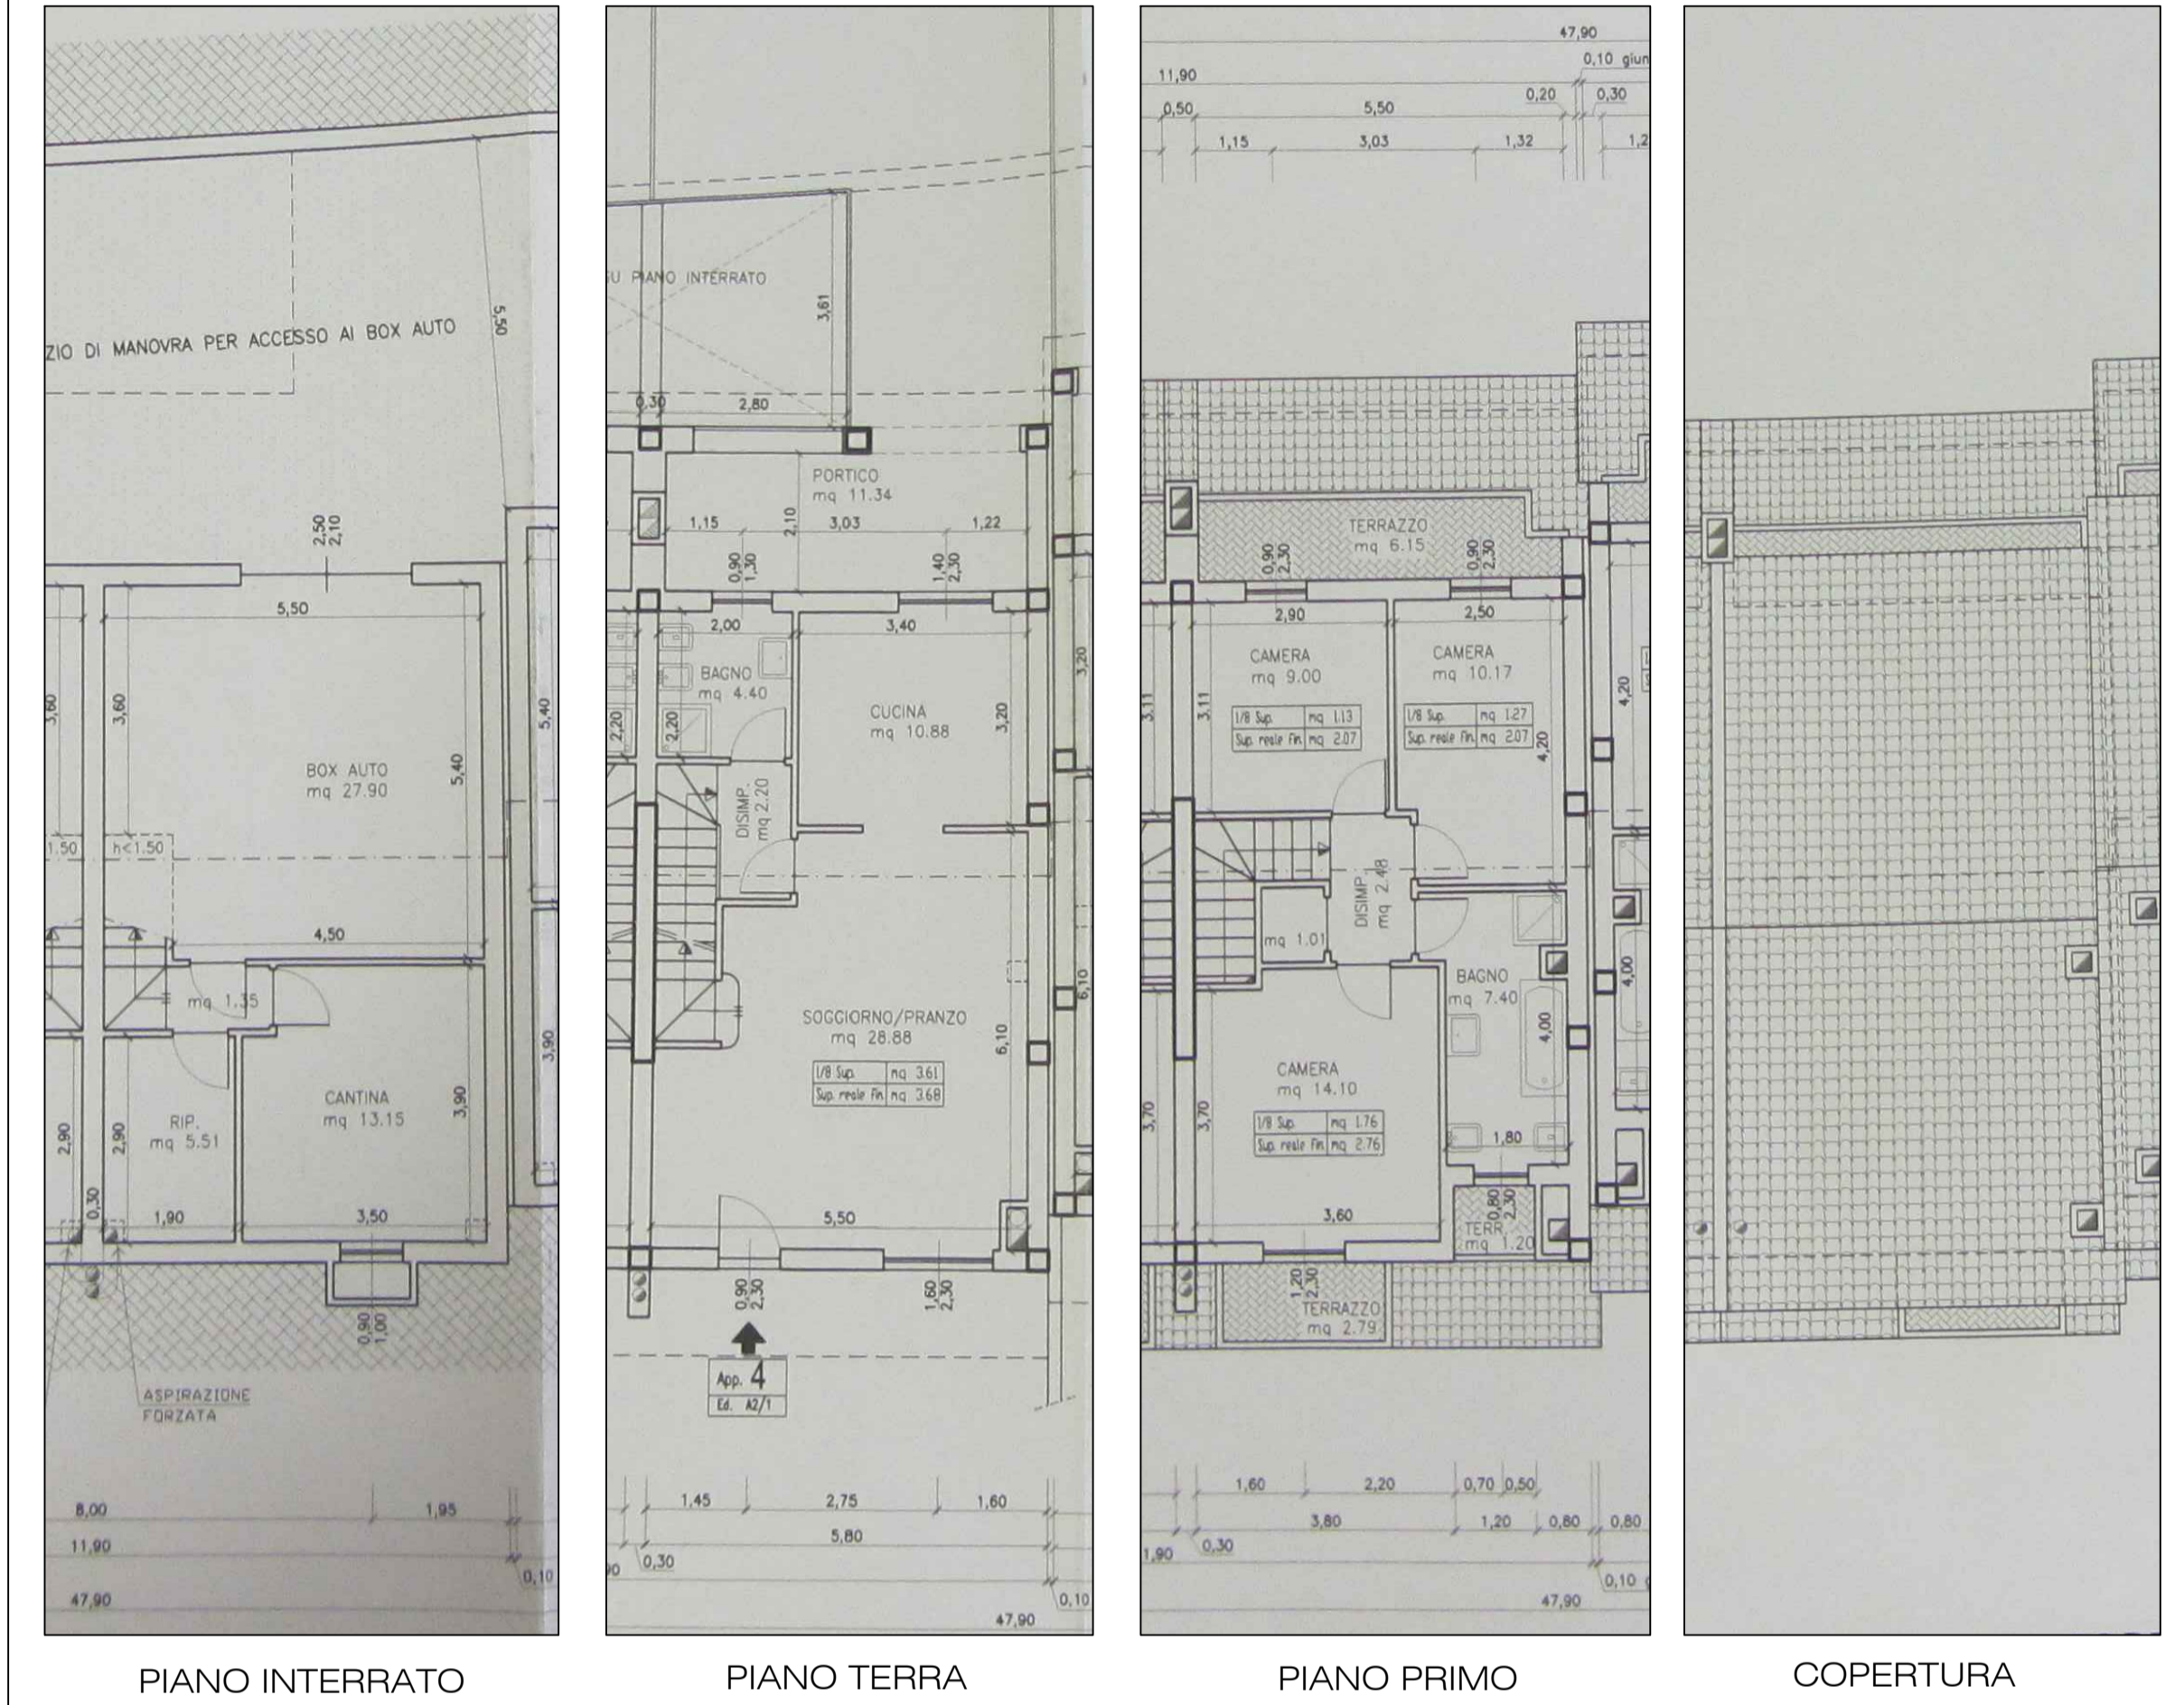 ZIO DI MANOVRA PER ACCESSO AI BOX AUTO
5,50
2,50
2,10
5,50
3,60
3,60
5,40
5,40
BOX AUTO
mq 27.90
1.50
h<1.50
4,50
mq 1.35
CANTINA
mq 13.15
3,90
3,90
RIP.
mq 5.51
2,90
2,90
0,30
1,90
3,50
0,90
1,00
ASPIRAZIONE
FORZATA
8,00
1,95
11,90
0,10
47,90
PIANO INTERRATO
SU PIANO INTERRATO
3,61
0,30
2,80
PORTICO
mq 11.34
1,15
2,10
3,03
1,22
0,90
1,30
1,40
2,30
2,00
3,40
BAGNO
mq 4.40
2,20
2,20
CUCINA
mq 10.88
3,20
3,20
DISIMP.
mq 2.20
SOGGIORNO/PRANZO
mq 28.88
1/8 Sup. mq 3.61
Sup. reale Fin. mq 3.68
6,10
6,10
5,50
0,90
2,30
1,60
2,30
App. 4
Ed. A2/1
1,45
2,75
1,60
5,80
0,30
90
0,10
47,90
PIANO TERRA
47,90
0,10 giun
11,90
0,20
0,30
0,50
5,50
1,15
3,03
1,32
1,2
TERRAZZO
mq 6.15
0,90
2,30
0,90
2,30
2,90
2,50
CAMERA
mq 9.00
1/8 Sup. mq 1.13
Sup. reale Fin. mq 2.07
CAMERA
mq 10.17
1/8 Sup. mq 1.27
Sup. reale Fin. mq 2.07
3,11
3,11
4,20
4,20
DISIMP.
mq 2.48
mq 1.01
BAGNO
mq 7.40
4,00
4,00
CAMERA
mq 14.10
1/8 Sup. mq 1.76
Sup. reale Fin. mq 2.76
3,70
3,70
1,80
3,60
0,80
2,30
TERR.
mq 1.20
1,20
2,30
TERRAZZO
mq 2.79
1,60
2,20
0,70
0,50
3,80
1,20
0,80
0,80
0,30
1,90
0,10 g
47,90
PIANO PRIMO
COPERTURA